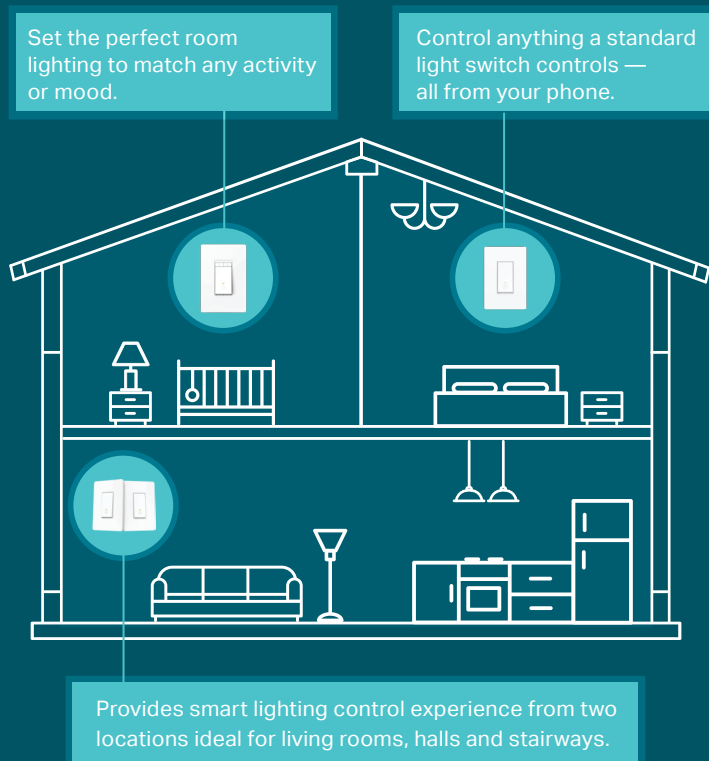 Set the perfect room
lighting to match any activity
or mood.
Control anything a standard
light switch controls —
all from your phone.
Provides smart lighting control experience from two
locations ideal for living rooms, halls and stairways.